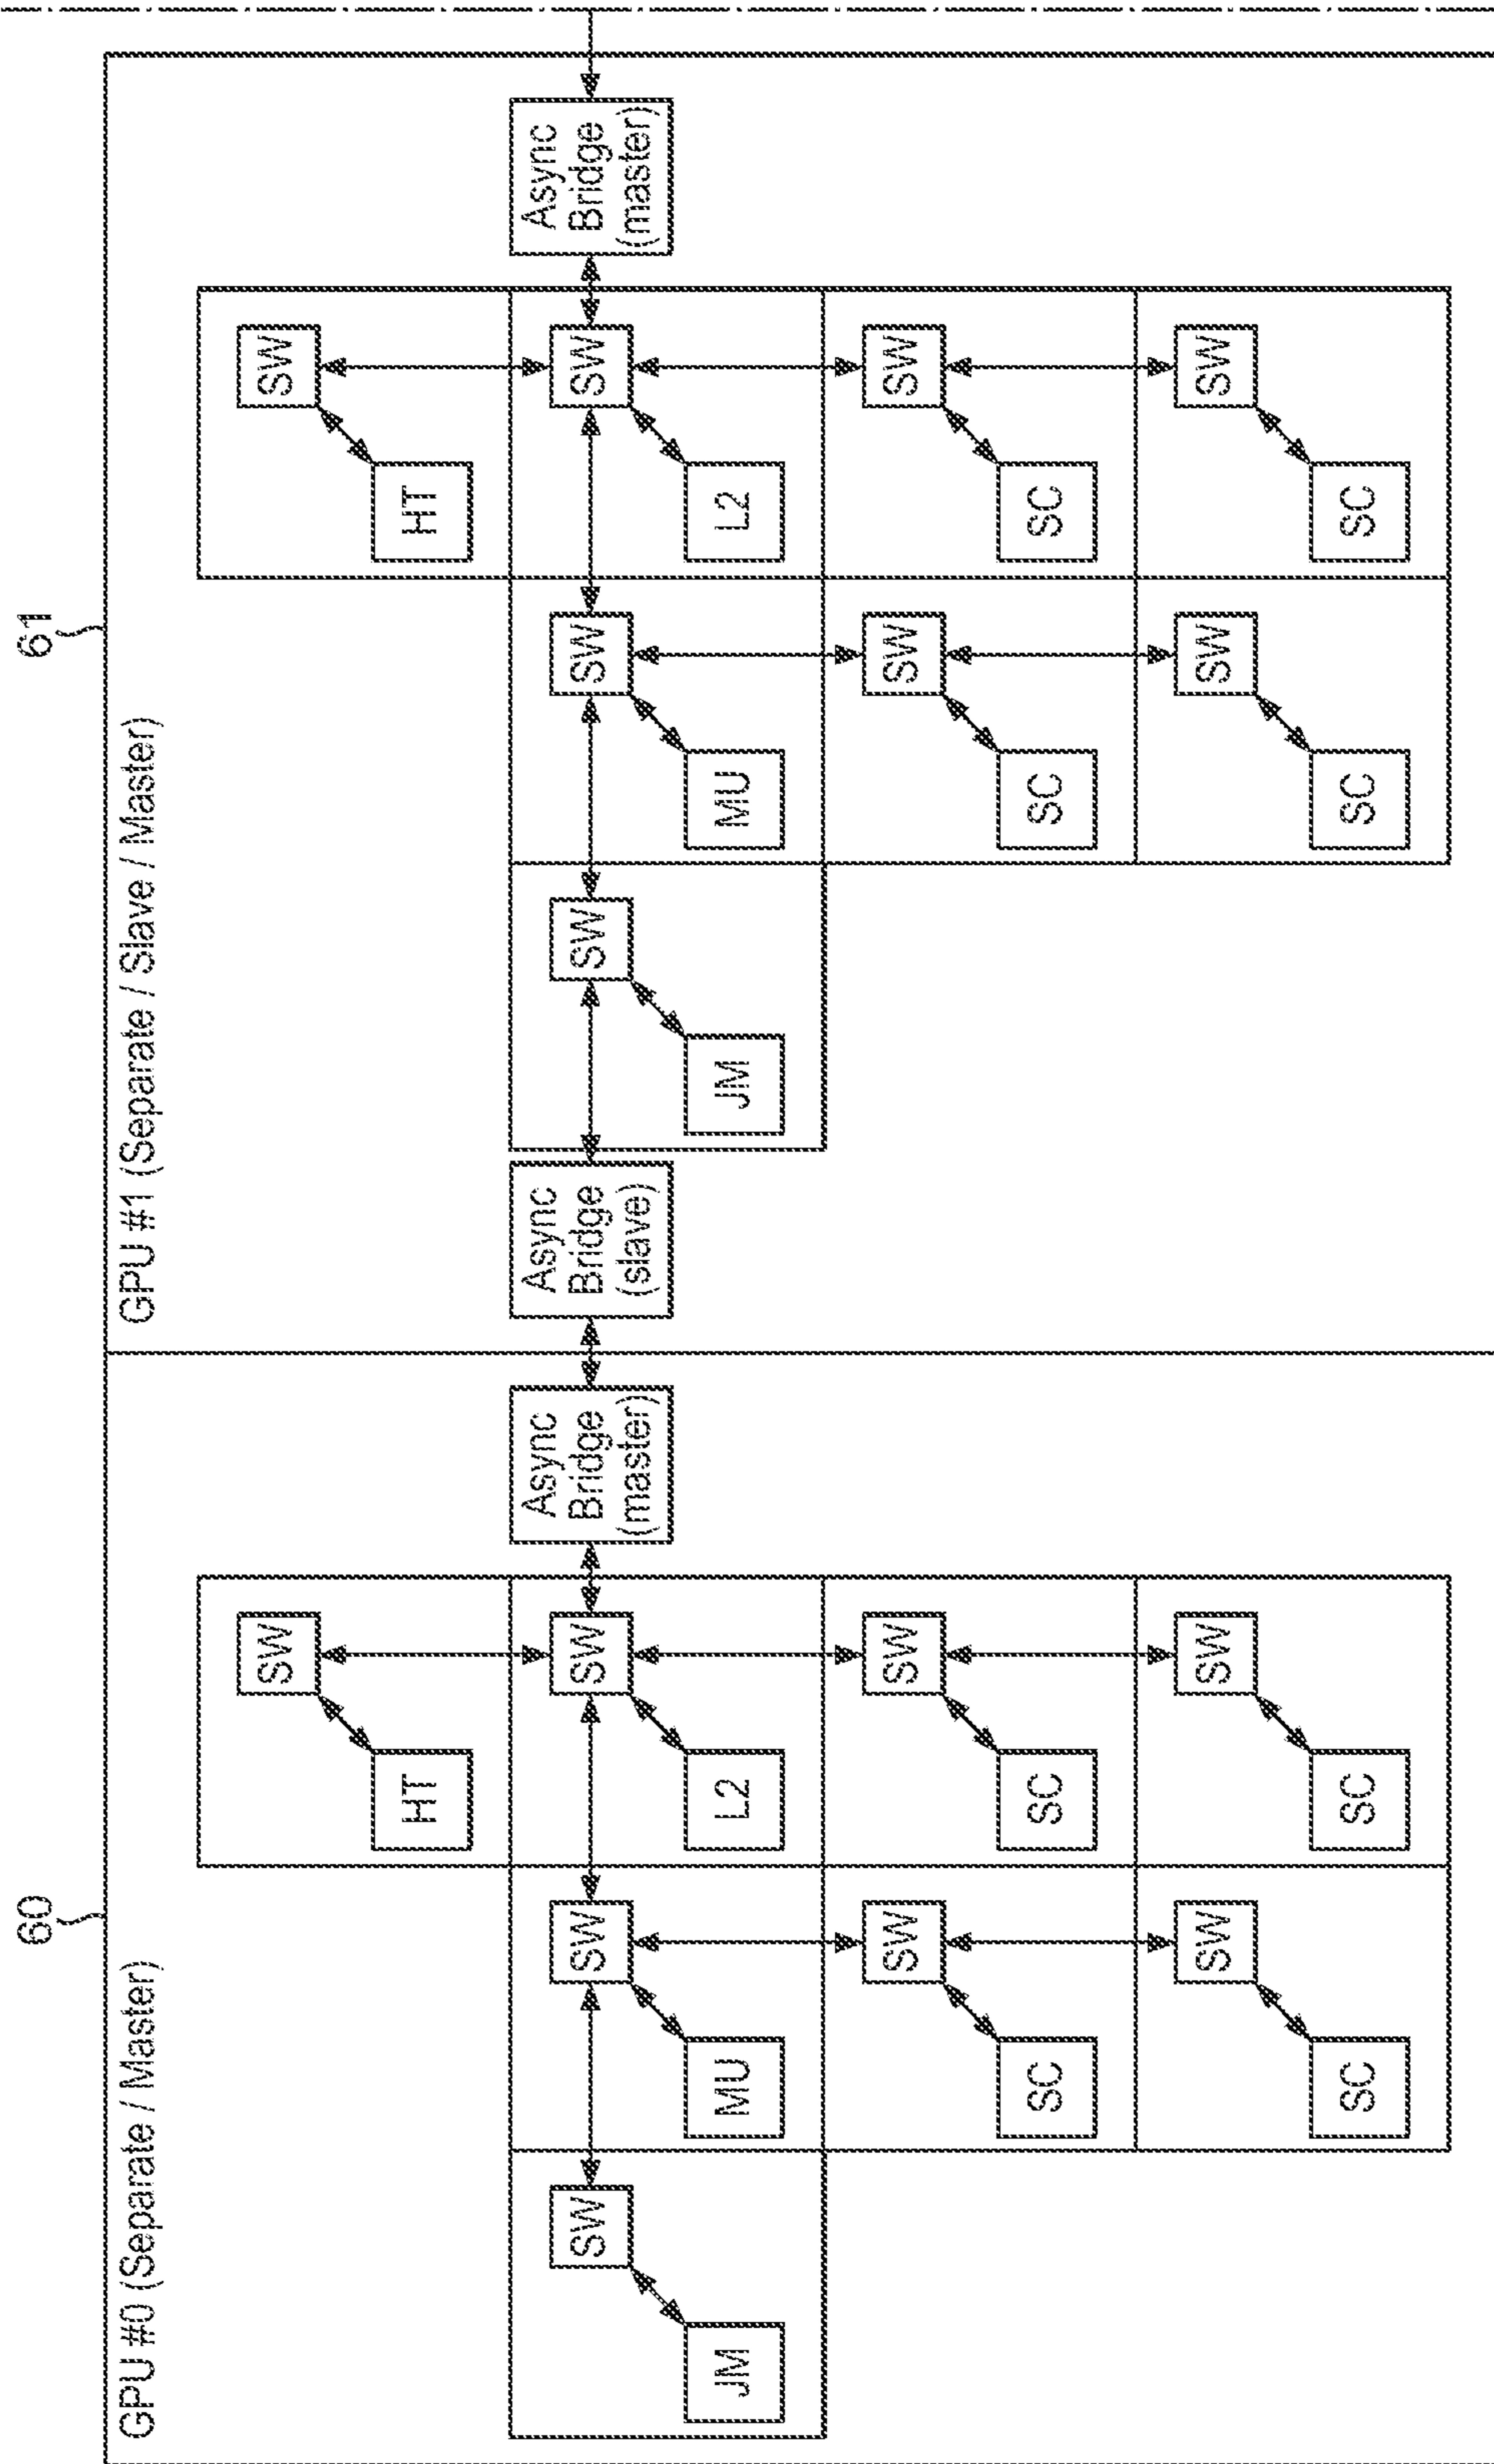 60
61
GPU #0 (Separate / Master)
GPU #1 (Separate / Slave / Master)
SW
SW
HT
HT
SW
SW
SW
Async
Bridge
(master)
Async
Bridge
(slave)
SW
SW
SW
Async
Bridge
(master)
JM
MU
L2
JM
MU
L2
SW
SW
SW
SW
SC
SC
SC
SC
SW
SW
SW
SW
SC
SC
SC
SC